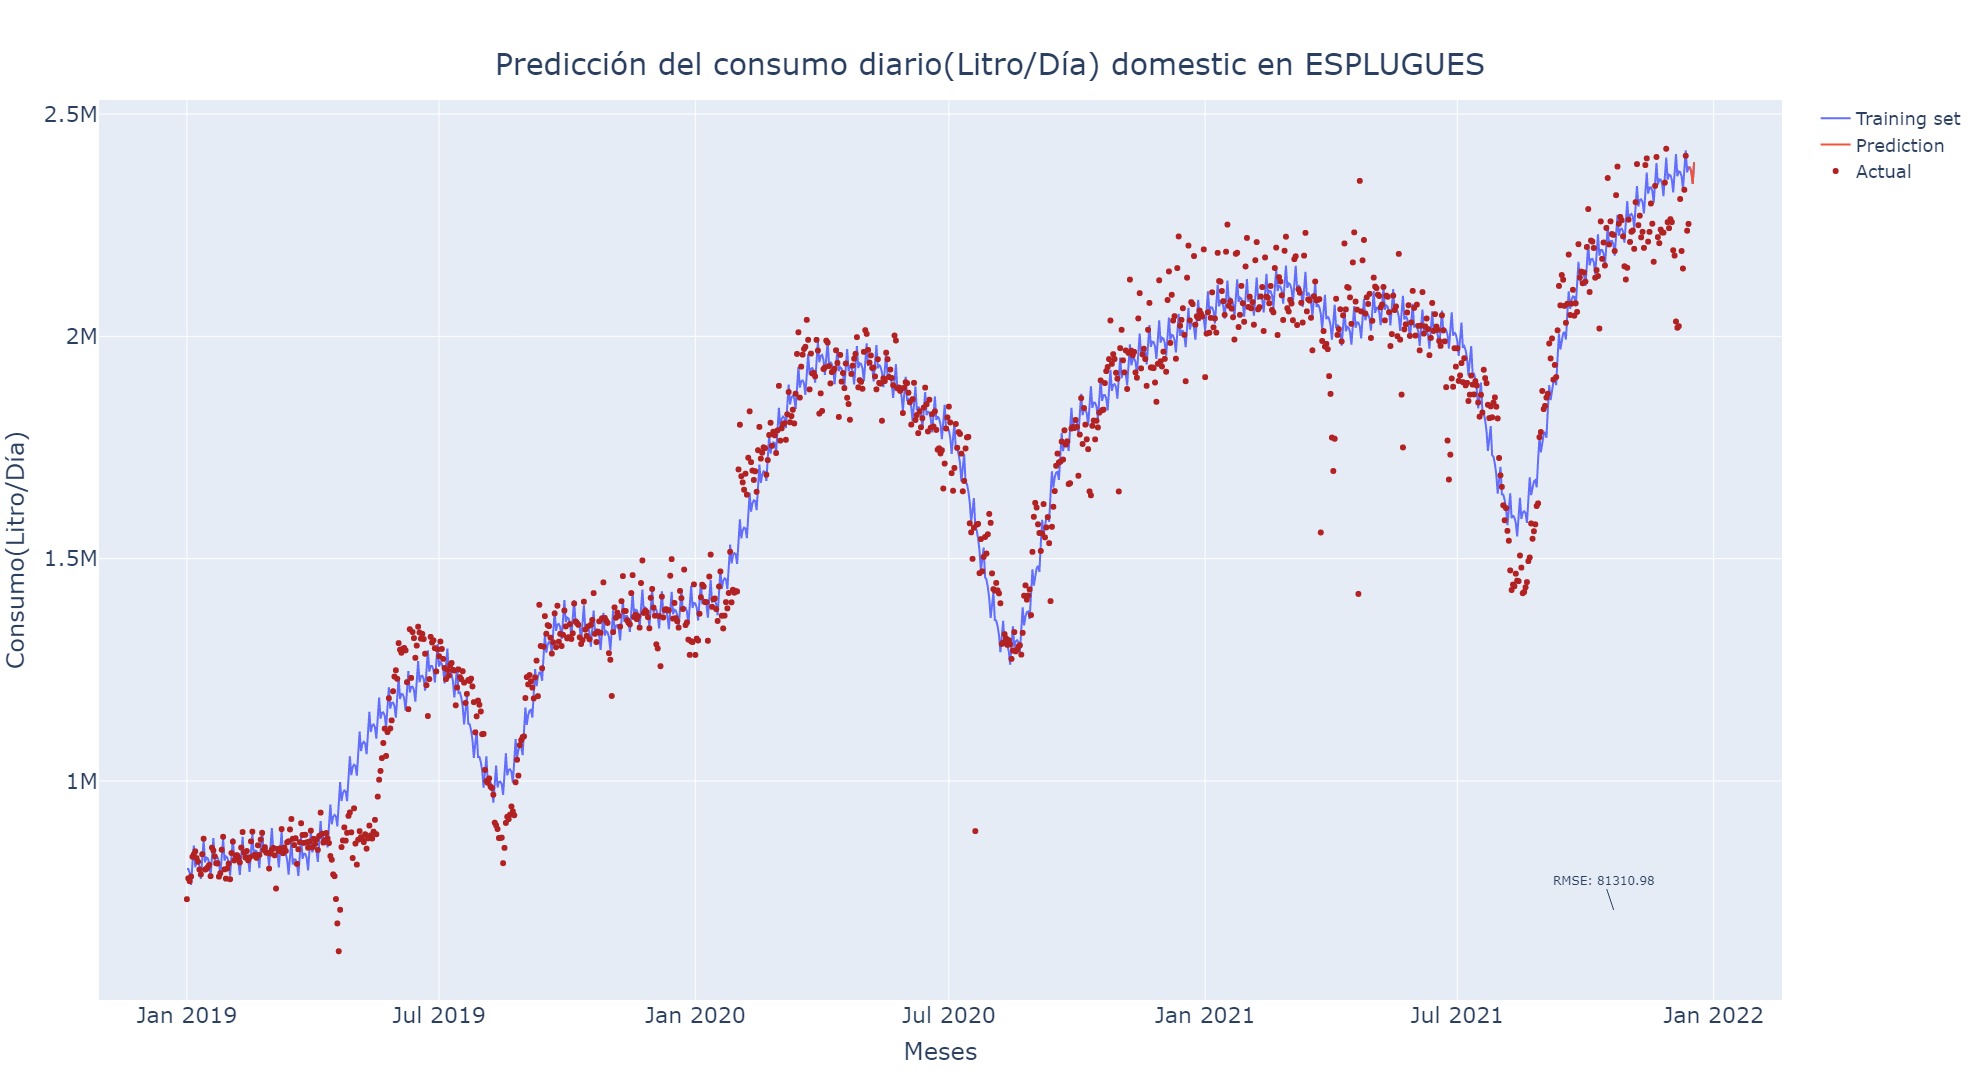 Predicción del consumo diario(Litro/Día) domestic en ESPLUGUES
Training set
Prediction
Actual
2.5M
2M
1.5M
1M
Consumo(Litro/Día)
RMSE: 81310.98
Jan 2019
Jul 2019
Jan 2020
Jul 2020
Jan 2021
Jul 2021
Jan 2022
Meses